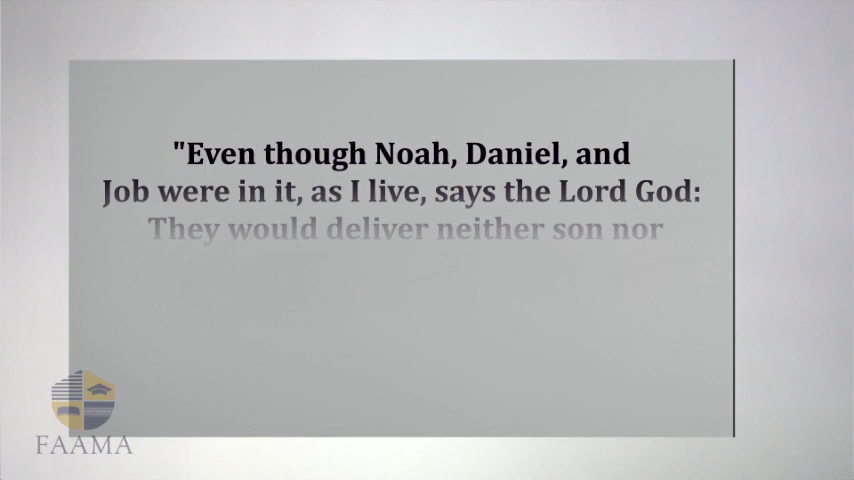 "Even though Noah, Daniel, and
Job were in it, as I live, says the Lord God:
They would deliver neither son nor
FAAMA